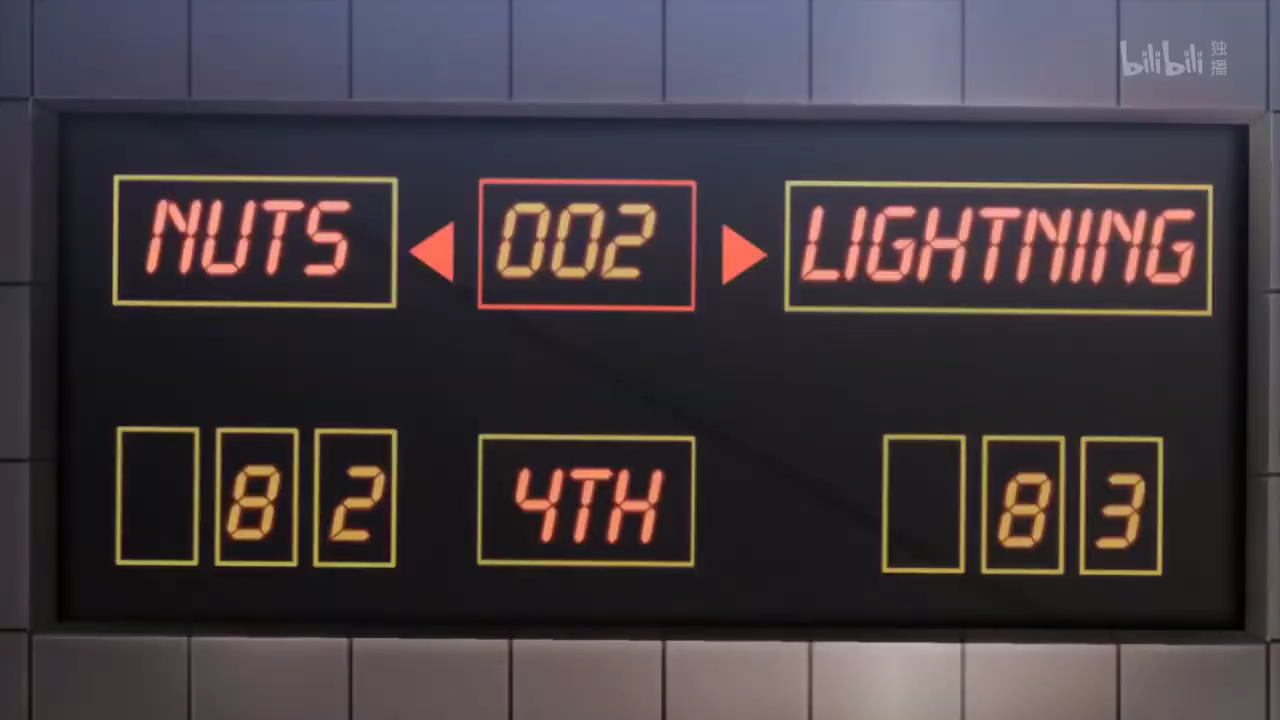 bilibili 独播
NUTS 002 LIGHTNING
82 4TH 83